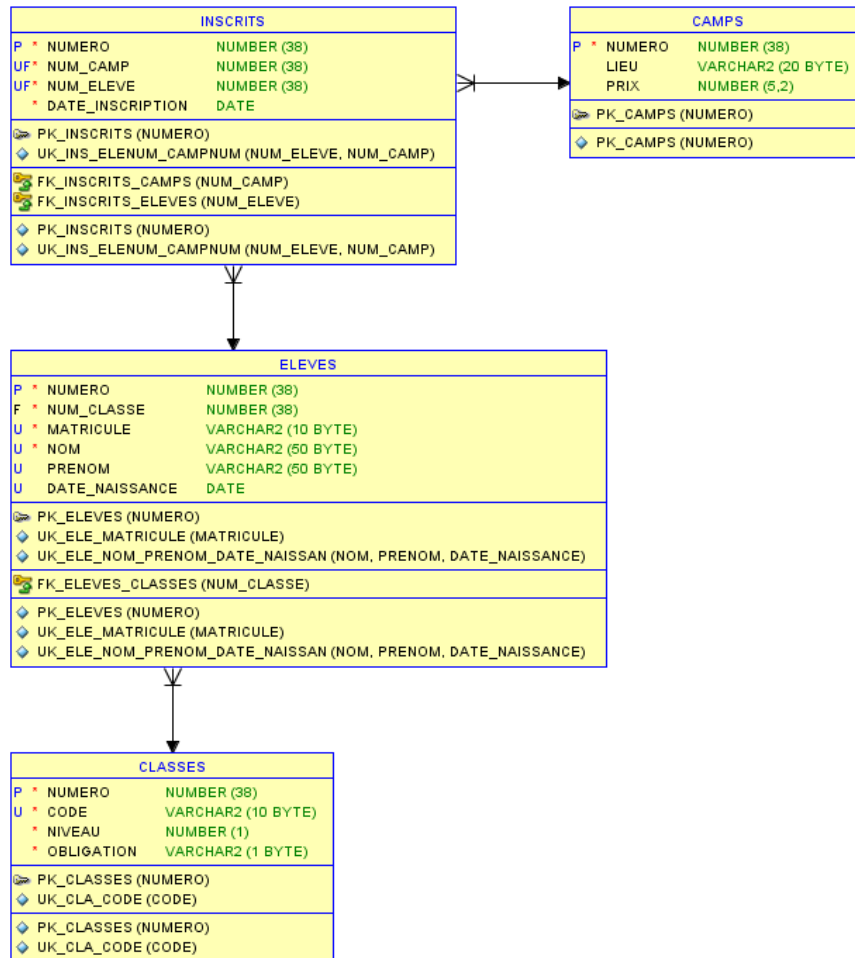 INSCRITS
P * NUMERO NUMBER (38)
UF* NUM_CAMP NUMBER (38)
UF* NUM_ELEVE NUMBER (38)
* DATE_INSCRIPTION DATE
PK_INSCRITS (NUMERO)
UK_INS_ELENUM_CAMPNUM (NUM_ELEVE, NUM_CAMP)
FK_INSCRITS_CAMPS (NUM_CAMP)
FK_INSCRITS_ELEVES (NUM_ELEVE)
PK_INSCRITS (NUMERO)
UK_INS_ELENUM_CAMPNUM (NUM_ELEVE, NUM_CAMP)
CAMPS
P * NUMERO NUMBER (38)
LIEU VARCHAR2 (20 BYTE)
PRIX NUMBER (5,2)
PK_CAMPS (NUMERO)
PK_CAMPS (NUMERO)
ELEVES
P * NUMERO NUMBER (38)
F * NUM_CLASSE NUMBER (38)
U * MATRICULE VARCHAR2 (10 BYTE)
U * NOM VARCHAR2 (50 BYTE)
U PRENOM VARCHAR2 (50 BYTE)
U DATE_NAISSANCE DATE
PK_ELEVES (NUMERO)
UK_ELE_MATRICULE (MATRICULE)
UK_ELE_NOM_PRENOM_DATE_NAISSAN (NOM, PRENOM, DATE_NAISSANCE)
FK_ELEVES_CLASSES (NUM_CLASSE)
PK_ELEVES (NUMERO)
UK_ELE_MATRICULE (MATRICULE)
UK_ELE_NOM_PRENOM_DATE_NAISSAN (NOM, PRENOM, DATE_NAISSANCE)
CLASSES
P * NUMERO NUMBER (38)
U * CODE VARCHAR2 (10 BYTE)
* NIVEAU NUMBER (1)
* OBLIGATION VARCHAR2 (1 BYTE)
PK_CLASSES (NUMERO)
UK_CLA_CODE (CODE)
PK_CLASSES (NUMERO)
UK_CLA_CODE (CODE)